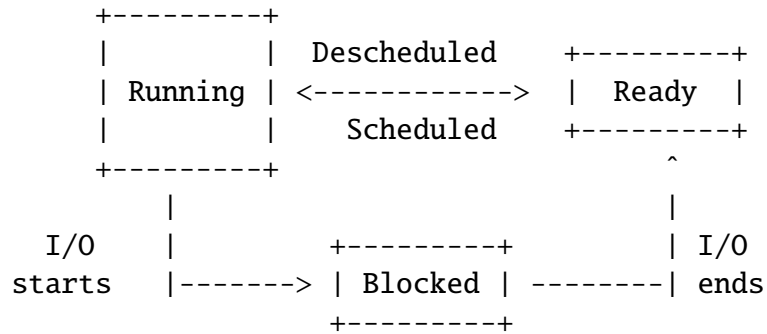 Descheduled
Running
Ready
Scheduled
I/O
starts
Blocked
I/O
ends